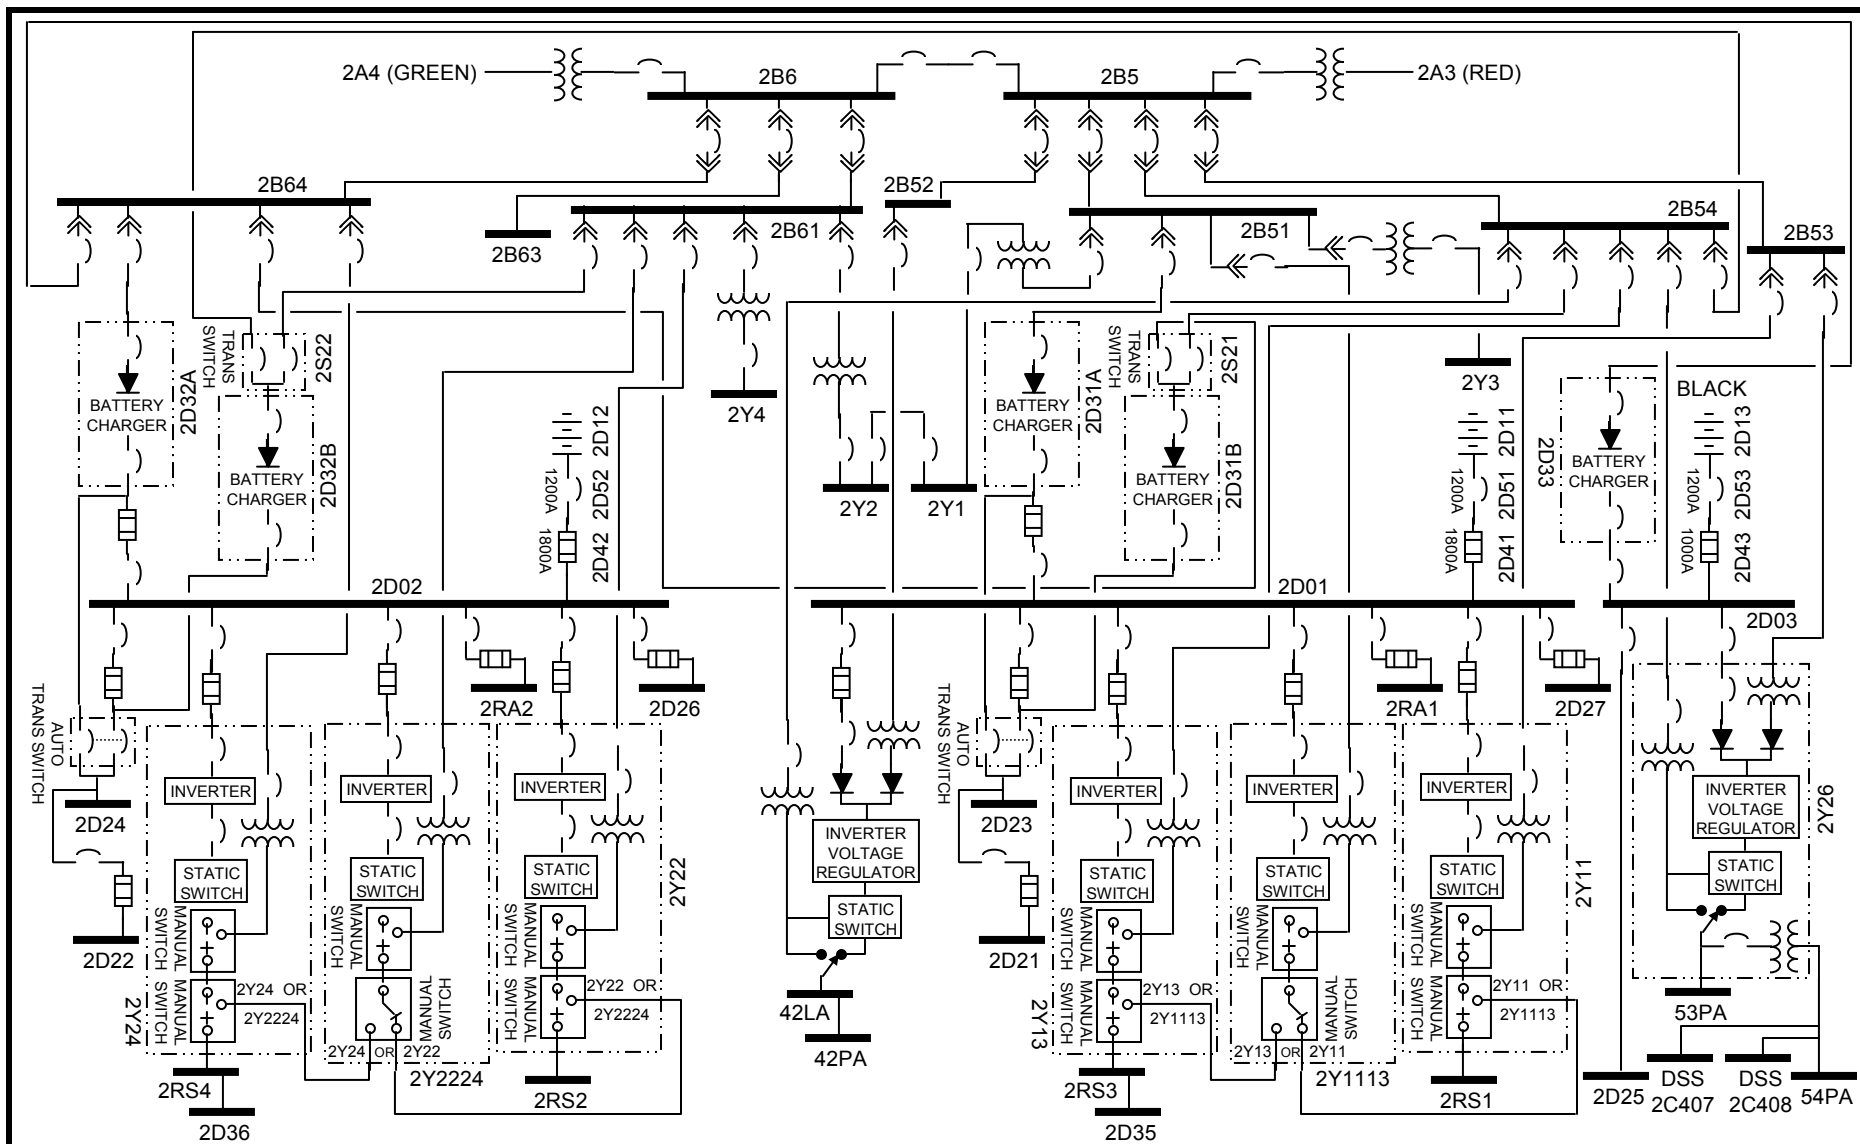 2A4 (GREEN)
2B6
2B5
2A3 (RED)
2B64
2B52
2B54
2B63
2B61
2B51
2B53
TRANS
SWITCH
2S22
TRANS
SWITCH
2S21
2Y3
2Y4
BATTERY
CHARGER
2D32A
BATTERY
CHARGER
2D32B
2D12
2D52
2D42
1200A
1800A
2Y2
2Y1
BATTERY
CHARGER
2D31A
BATTERY
CHARGER
2D31B
2D11
2D51
2D41
1200A
1800A
BATTERY
CHARGER
2D33
BLACK
2D13
2D53
2D43
1200A
1000A
2D02
2D01
2D03
2RA2
2D26
2RA1
2D27
AUTO
TRANS SWITCH
2D24
2D22
INVERTER
STATIC
SWITCH
MANUAL
SWITCH
MANUAL
SWITCH
2Y24 OR
2Y2224
2Y24
2RS4
2D36
INVERTER
STATIC
SWITCH
MANUAL
SWITCH
MANUAL
SWITCH
2Y24 OR 2Y22
2Y2224
INVERTER
STATIC
SWITCH
MANUAL
SWITCH
MANUAL
SWITCH
2Y22 OR
2Y2224
2Y22
2RS2
INVERTER
VOLTAGE
REGULATOR
STATIC
SWITCH
42LA
42PA
AUTO
TRANS SWITCH
2D23
2D21
INVERTER
STATIC
SWITCH
MANUAL
SWITCH
MANUAL
SWITCH
2Y13 OR
2Y1113
2Y13
2RS3
2D35
INVERTER
STATIC
SWITCH
MANUAL
SWITCH
MANUAL
SWITCH
2Y13 OR 2Y11
2Y1113
INVERTER
STATIC
SWITCH
MANUAL
SWITCH
MANUAL
SWITCH
2Y11 OR
2Y1113
2Y11
2RS1
INVERTER
VOLTAGE
REGULATOR
STATIC
SWITCH
2Y26
53PA
2D25
DSS
2C407
DSS
2C408
54PA